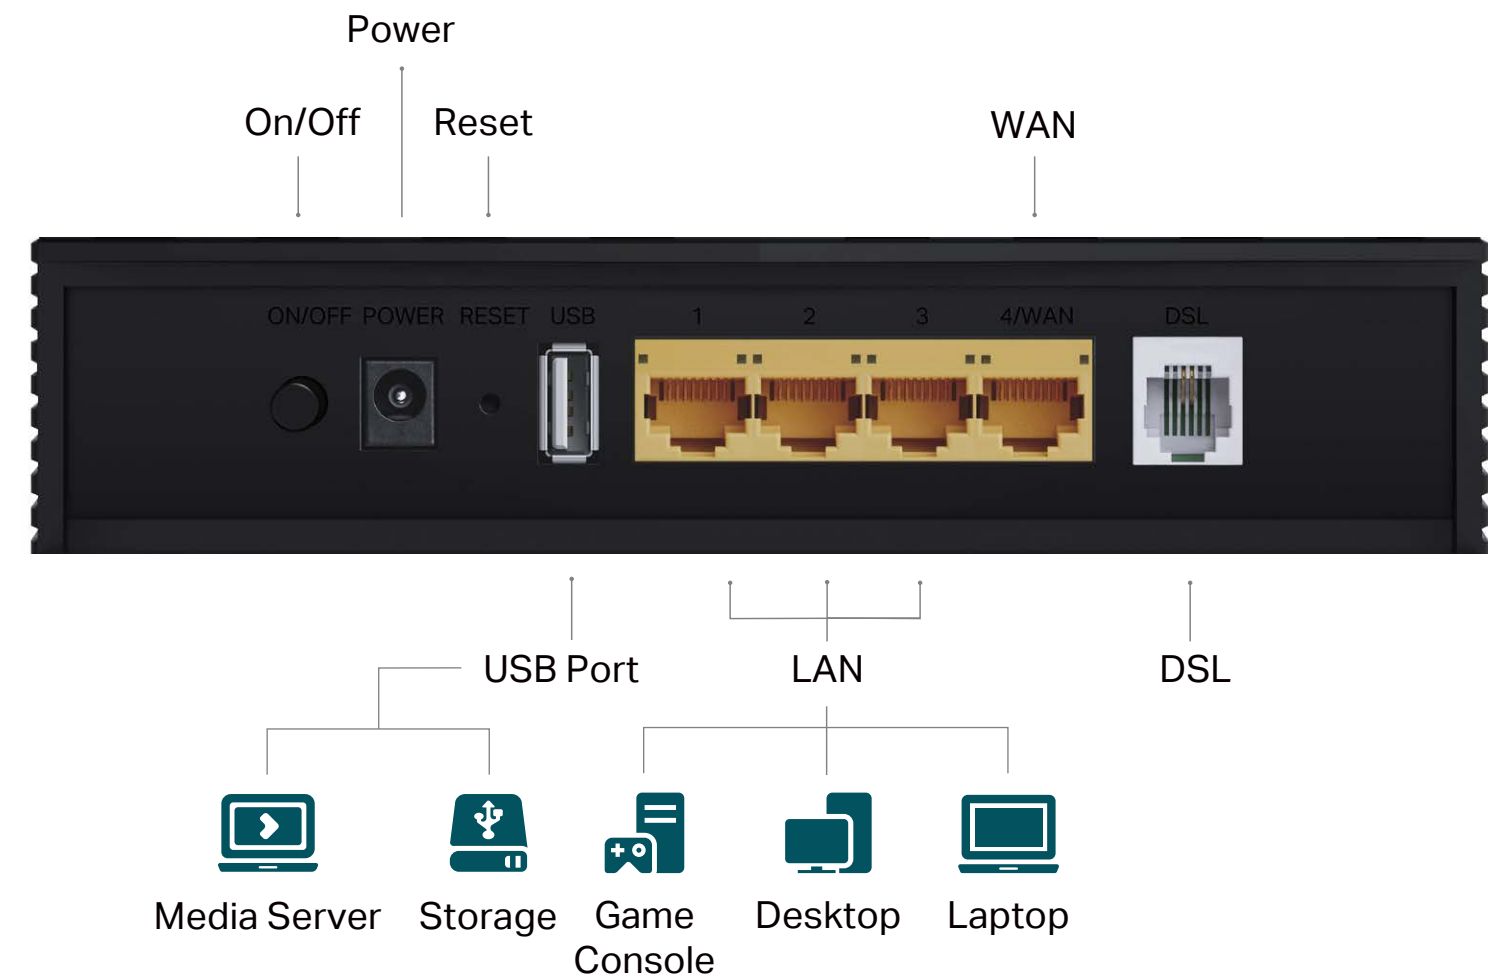 Power
On/Off
Reset
WAN
ON/OFF POWER RESET USB 1 2 3 4/WAN DSL
USB Port
LAN
DSL
Media Server
Storage
Game
Console
Desktop
Laptop